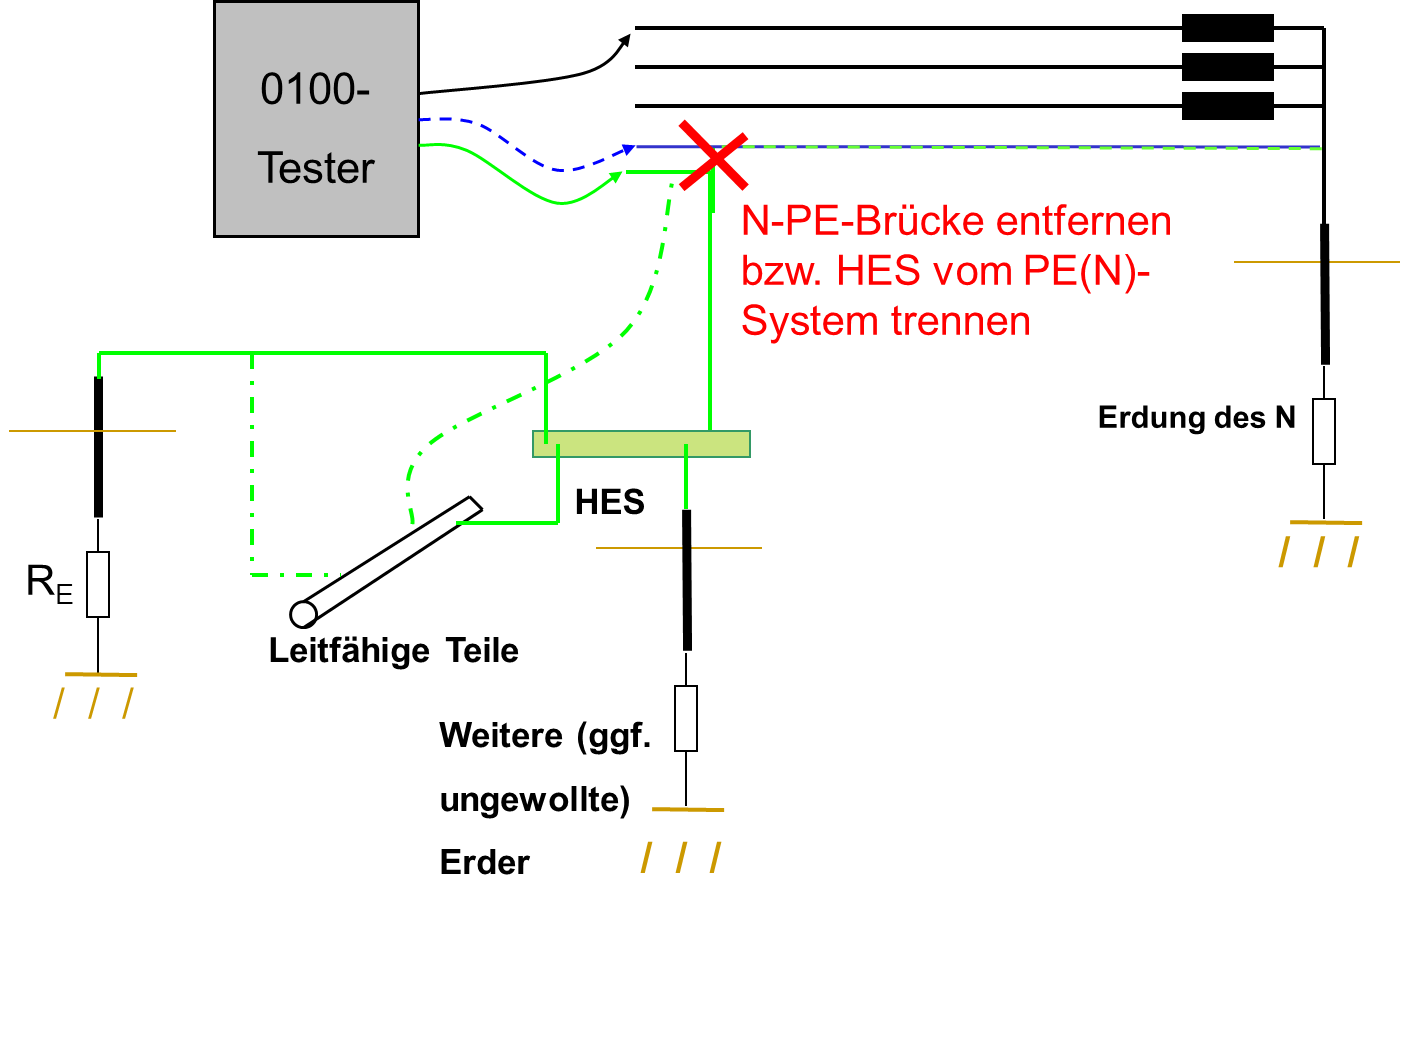 0100-
Tester
N-PE-Brücke entfernen
bzw. HES vom PE(N)-
System trennen
Erdung des N
HES
RE
Leitfähige Teile
Weitere (ggf.
ungewollte)
Erder